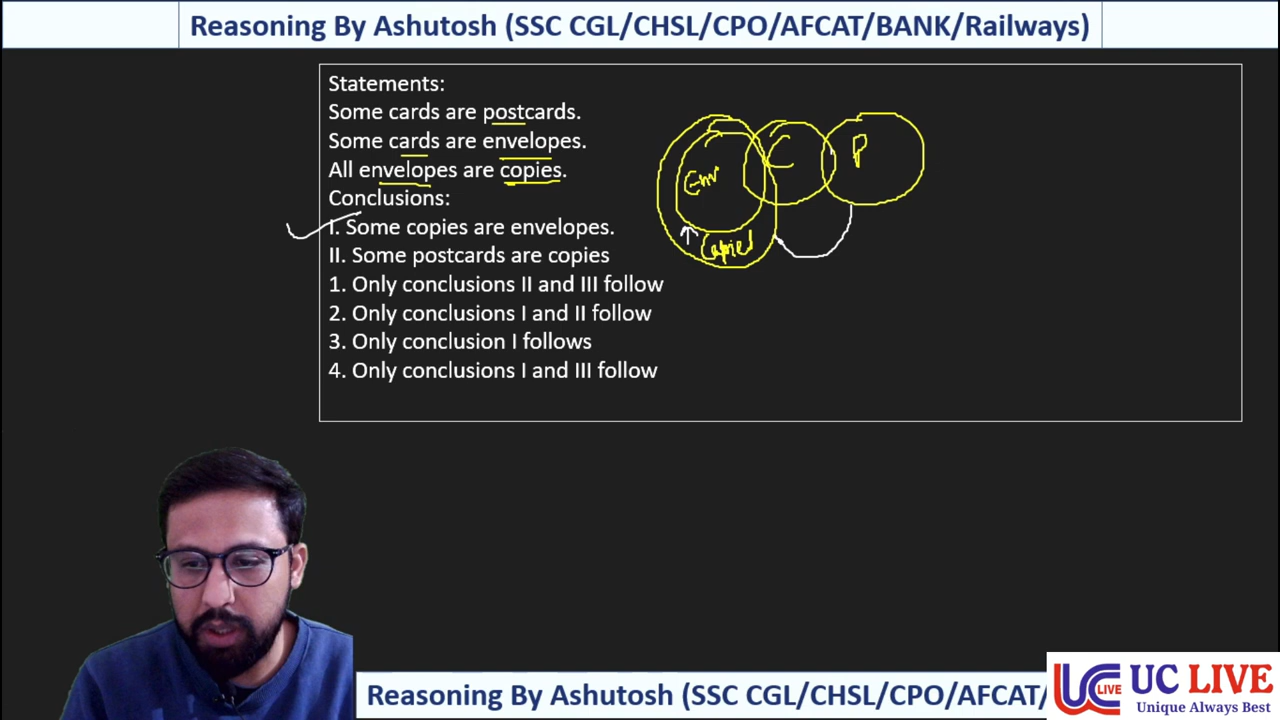 Reasoning By Ashutosh (SSC CGL/CHSL/CPO/AFCAT/BANK/Railways)
Statements:
Some cards are postcards.
Some cards are envelopes.
All envelopes are copies.
Conclusions:
I. Some copies are envelopes.
II. Some postcards are copies
1. Only conclusions II and III follow
2. Only conclusions I and II follow
3. Only conclusion I follows
4. Only conclusions I and III follow
Env C P
Copied
Reasoning By Ashutosh (SSC CGL/CHSL/CPO/AFCAT/
UC LIVE UC LIVE
Unique Always Best